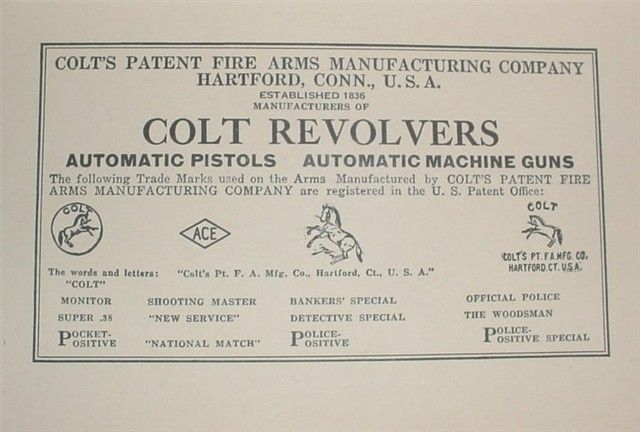 COLT'S PATENT FIRE ARMS MANUFACTURING COMPANY
HARTFORD, CONN., U. S. A.
ESTABLISHED 1836
MANUFACTURERS OF
COLT REVOLVERS
AUTOMATIC PISTOLS AUTOMATIC MACHINE GUNS
The following Trade Marks used on the Arms Manufactured by COLT'S PATENT FIRE
ARMS MANUFACTURING COMPANY are registered in the U. S. Patent Office:
COLT
ACE
COLT
COLT'S PT. F.A. MFG. CO.
HARTFORD. CT. U.S.A.
The words and letters: "Colt's Pt. F. A. Mfg. Co., Hartford, Ct., U. S. A."
"COLT"
MONITOR SHOOTING MASTER BANKERS' SPECIAL OFFICIAL POLICE
SUPER .38 "NEW SERVICE" DETECTIVE SPECIAL THE WOODSMAN
POCKET-POSITIVE "NATIONAL MATCH" POLICE-POSITIVE POLICE-POSITIVE SPECIAL